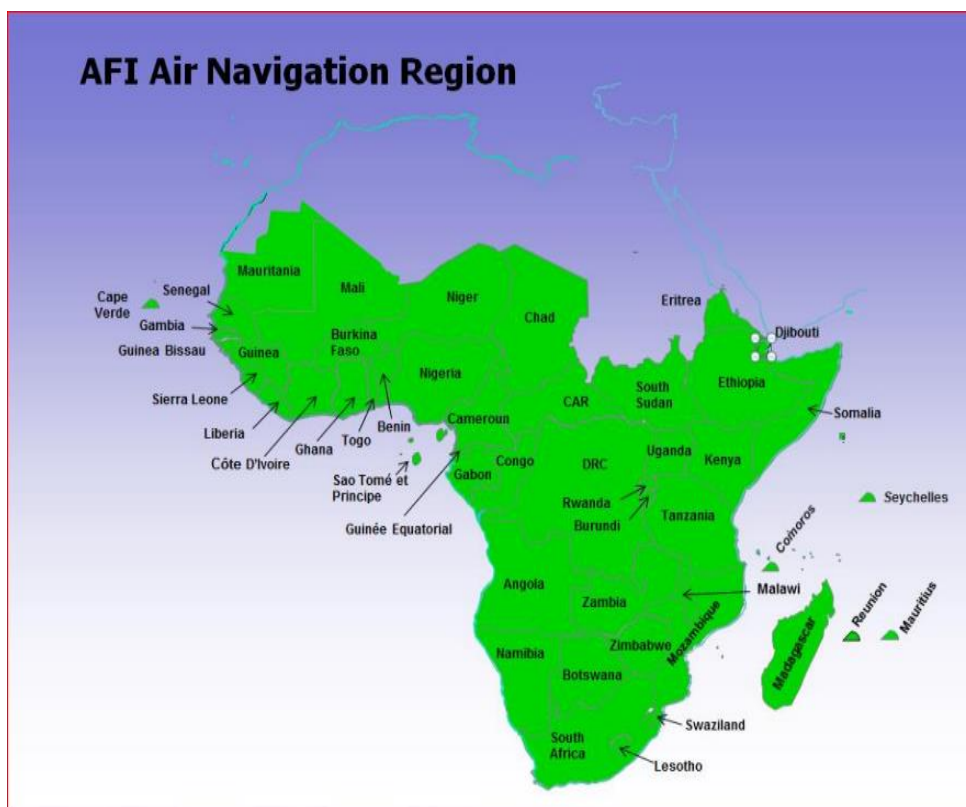 AFI Air Navigation Region
Mauritania
Mali
Niger
Chad
Eritrea
Djibouti
Cape
Verde
Senegal
Gambia
Guinea Bissau
Guinea
Burkina
Faso
Nigeria
Ethiopia
Sierra Leone
Liberia
Côte D'Ivoire
Ghana
Togo
Benin
Cameroun
CAR
South
Sudan
Somalia
Sao Tomé et
Principe
Guinée Equatorial
Gabon
Congo
DRC
Uganda
Kenya
Rwanda
Burundi
Tanzania
Seychelles
Comoros
Angola
Zambia
Malawi
Mozambique
Zimbabwe
Namibia
Botswana
Madagascar
Reunion
Mauritius
Swaziland
South
Africa
Lesotho